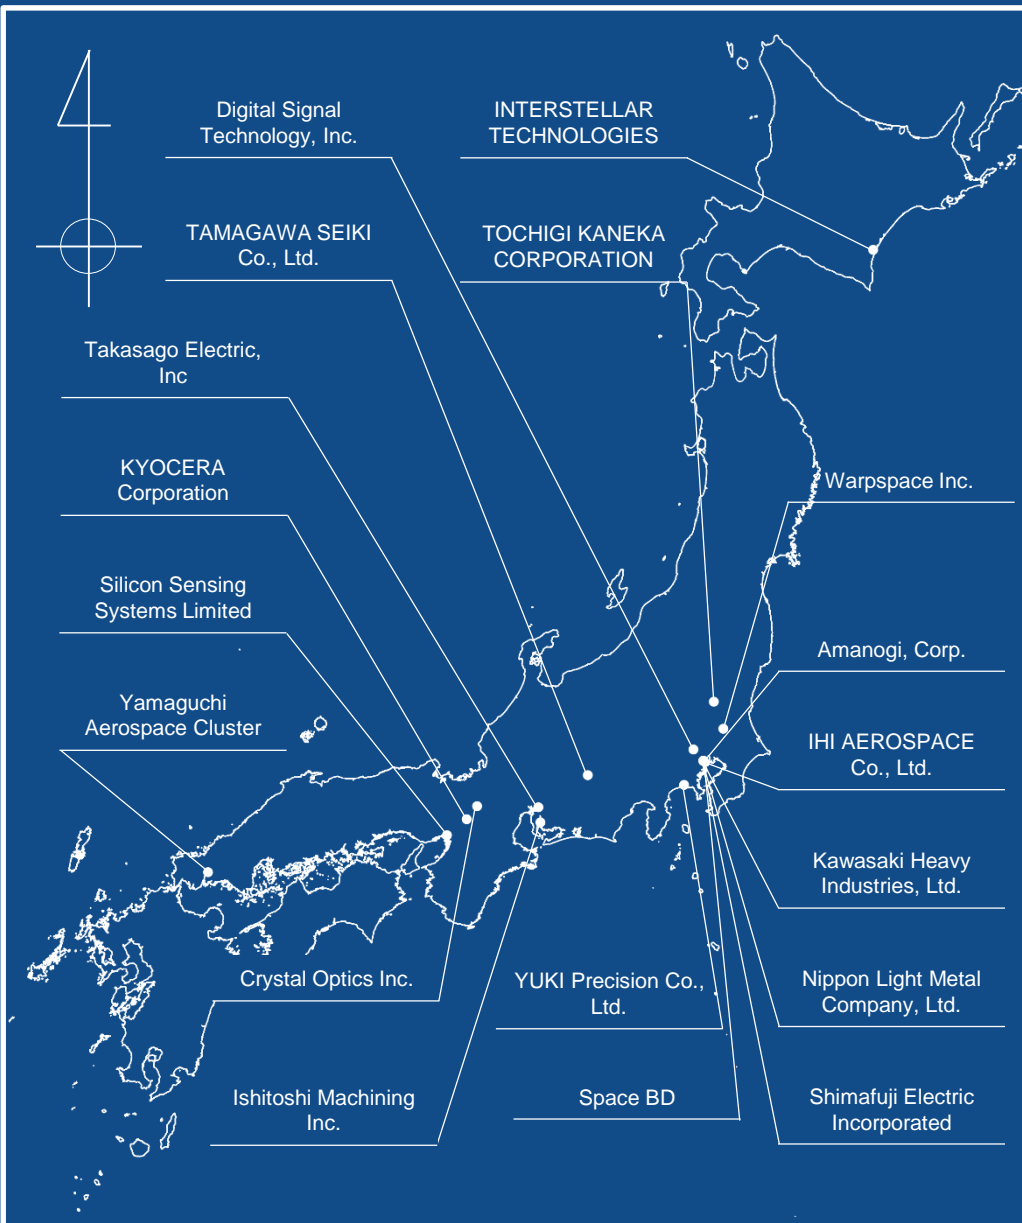 Digital Signal
Technology, Inc.
INTERSTELLAR
TECHNOLOGIES
TAMAGAWA SEIKI
Co., Ltd.
TOCHIGI KANEKA
CORPORATION
Takasago Electric,
Inc
KYOCERA
Corporation
Warpspace Inc.
Silicon Sensing
Systems Limited
Amanogi, Corp.
Yamaguchi
Aerospace Cluster
IHI AEROSPACE
Co., Ltd.
Kawasaki Heavy
Industries, Ltd.
Crystal Optics Inc.
YUKI Precision Co.,
Ltd.
Nippon Light Metal
Company, Ltd.
Ishitoshi Machining
Inc.
Space BD
Shimafuji Electric
Incorporated